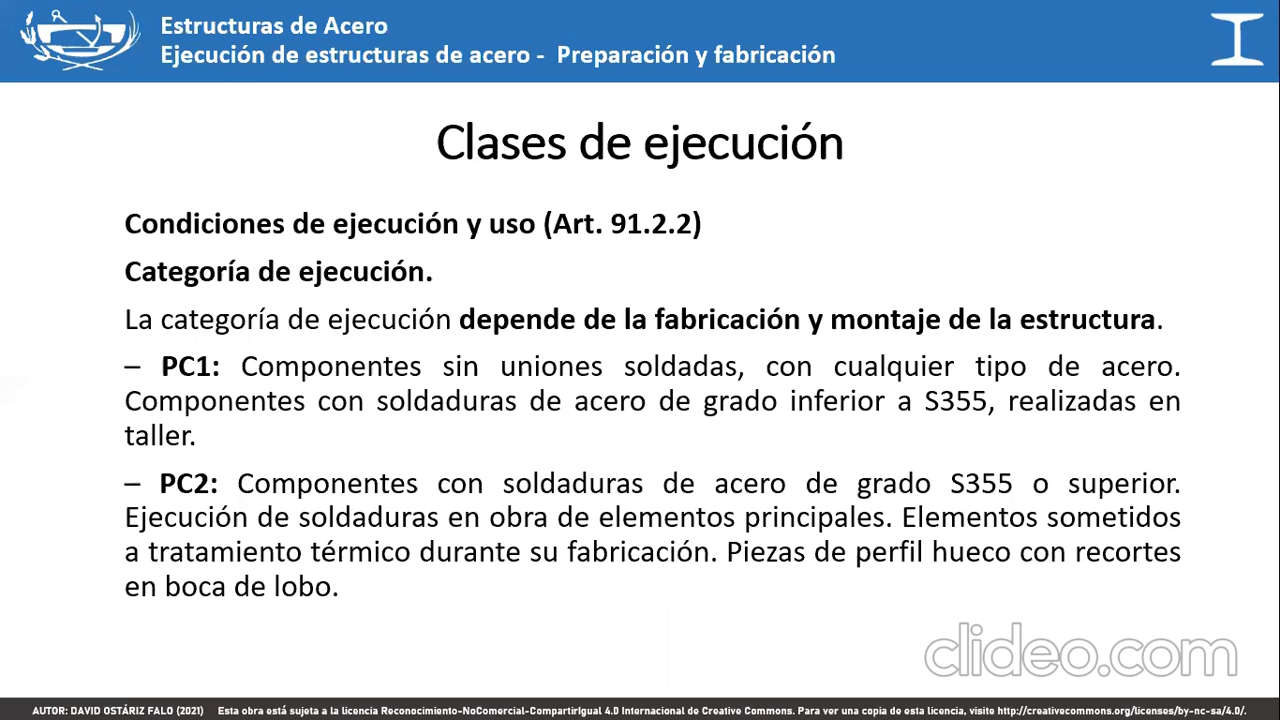 Estructuras de Acero
Ejecución de estructuras de acero - Preparación y fabricación
Clases de ejecución
Condiciones de ejecución y uso (Art. 91.2.2)
Categoría de ejecución.
La categoría de ejecución depende de la fabricación y montaje de la estructura.
– PC1: Componentes sin uniones soldadas, con cualquier tipo de acero.
Componentes con soldaduras de acero de grado inferior a S355, realizadas en
taller.
– PC2: Componentes con soldaduras de acero de grado S355 o superior.
Ejecución de soldaduras en obra de elementos principales. Elementos sometidos
a tratamiento térmico durante su fabricación. Piezas de perfil hueco con recortes
en boca de lobo.
clideo.com
AUTOR: DAVID OSTÁRIZ FALO (2021) Esta obra está sujeta a la licencia Reconocimiento-NoComercial-CompartirIgual 4.0 Internacional de Creative Commons. Para ver una copia de esta licencia, visite http://creativecommons.org/licenses/by-nc-sa/4.0/.